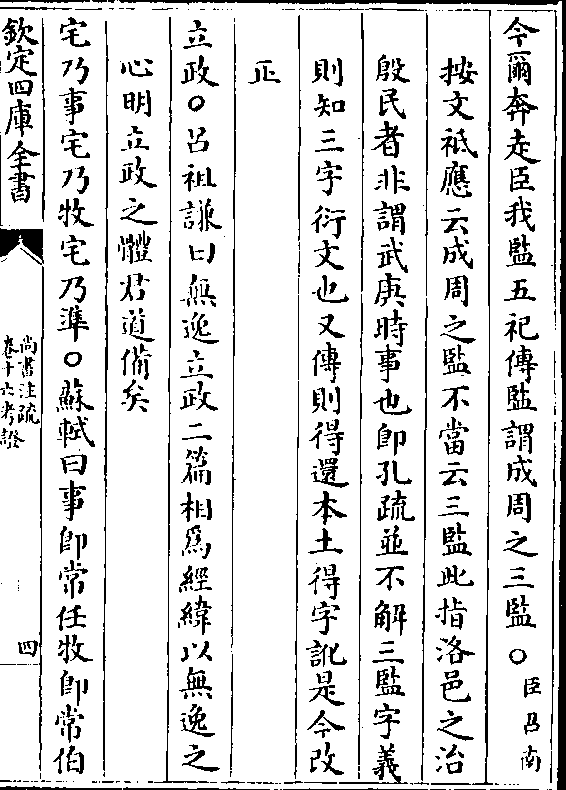 今爾奔走臣我監五祀傳監謂成周之三監○臣召南
按文祗應云成周之監不當云三監此指洛邑之治
殷民者非謂武庚時事也即孔疏並不解三監字義
則知三字衍文也又傳則得還本土得字訛是今改
正
立政○呂祖謙曰無逸立政二篇相爲經緯以無逸之
心明立政之體君道備矣
宅乃事宅乃牧宅乃準○蘇軾曰事即常任牧即常伯
欽定四庫全書
尚書注疏
卷十六考證
四